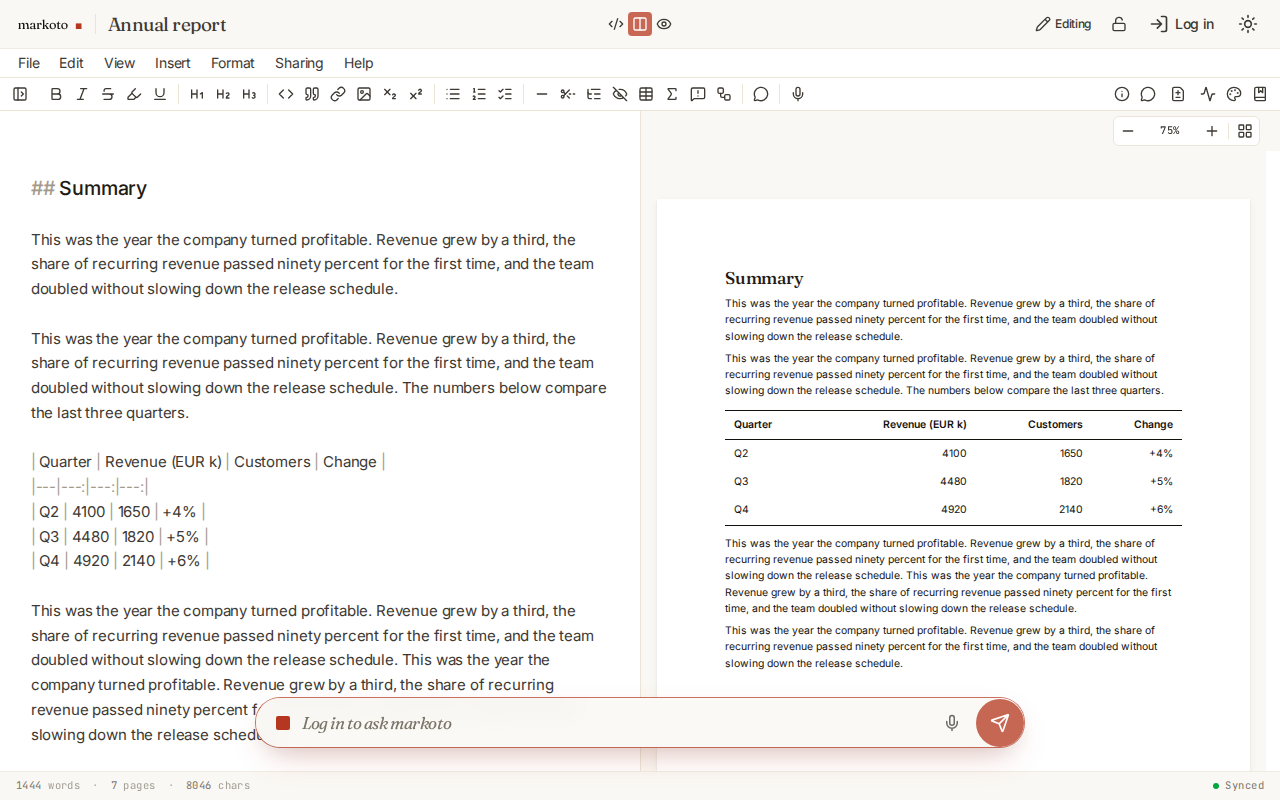 markoto
Annual report
Editing
Log in
File Edit View Insert Format Sharing Help
H1 H2 H3
75%
## Summary
This was the year the company turned profitable. Revenue grew by a third, the
share of recurring revenue passed ninety percent for the first time, and the team
doubled without slowing down the release schedule.
This was the year the company turned profitable. Revenue grew by a third, the
share of recurring revenue passed ninety percent for the first time, and the team
doubled without slowing down the release schedule. The numbers below compare
the last three quarters.
| Quarter | Revenue (EUR k) | Customers | Change |
|---|---:|---:|---:|
| Q2 | 4100 | 1650 | +4% |
| Q3 | 4480 | 1820 | +5% |
| Q4 | 4920 | 2140 | +6% |
This was the year the company turned profitable. Revenue grew by a third, the
share of recurring revenue passed ninety percent for the first time, and the team
doubled without slowing down the release schedule. This was the year the
company turned profitable. Revenue grew by a third, the share of recurring
revenue passed ninety percent
slowing down the release
Summary
This was the year the company turned profitable. Revenue grew by a third, the share of
recurring revenue passed ninety percent for the first time, and the team doubled without
slowing down the release schedule.
This was the year the company turned profitable. Revenue grew by a third, the share of
recurring revenue passed ninety percent for the first time, and the team doubled without
slowing down the release schedule. The numbers below compare the last three quarters.
Quarter Revenue (EUR k) Customers Change
Q2 4100 1650 +4%
Q3 4480 1820 +5%
Q4 4920 2140 +6%
This was the year the company turned profitable. Revenue grew by a third, the share of
recurring revenue passed ninety percent for the first time, and the team doubled without
slowing down the release schedule. This was the year the company turned profitable.
Revenue grew by a third, the share of recurring revenue passed ninety percent for the first
time, and the team doubled without slowing down the release schedule.
This was the year the company turned profitable. Revenue grew by a third, the share of
recurring revenue passed ninety percent for the first time, and the team doubled without
slowing down the release schedule.
Log in to ask markoto
1444 words · 7 pages · 8046 chars
Synced